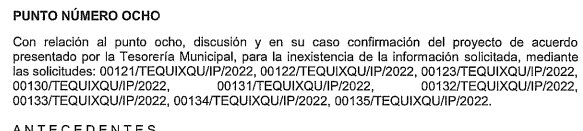 PUNTO NÚMERO OCHO
Con relación al punto ocho, discusión y en su caso confirmación del proyecto de acuerdo
presentado por la Tesorería Municipal, para la inexistencia de la información solicitada, mediante
las solicitudes: 00121/TEQUIXQU/IP/2022, 00122/TEQUIXQU/IP/2022, 00123/TEQUIXQU/IP/2022,
00130/TEQUIXQU/IP/2022, 00131/TEQUIXQU/IP/2022, 00132/TEQUIXQU/IP/2022,
00133/TEQUIXQU/IP/2022, 00134/TEQUIXQU/IP/2022, 00135/TEQUIXQU/IP/2022.
A N T E C E D E N T E S